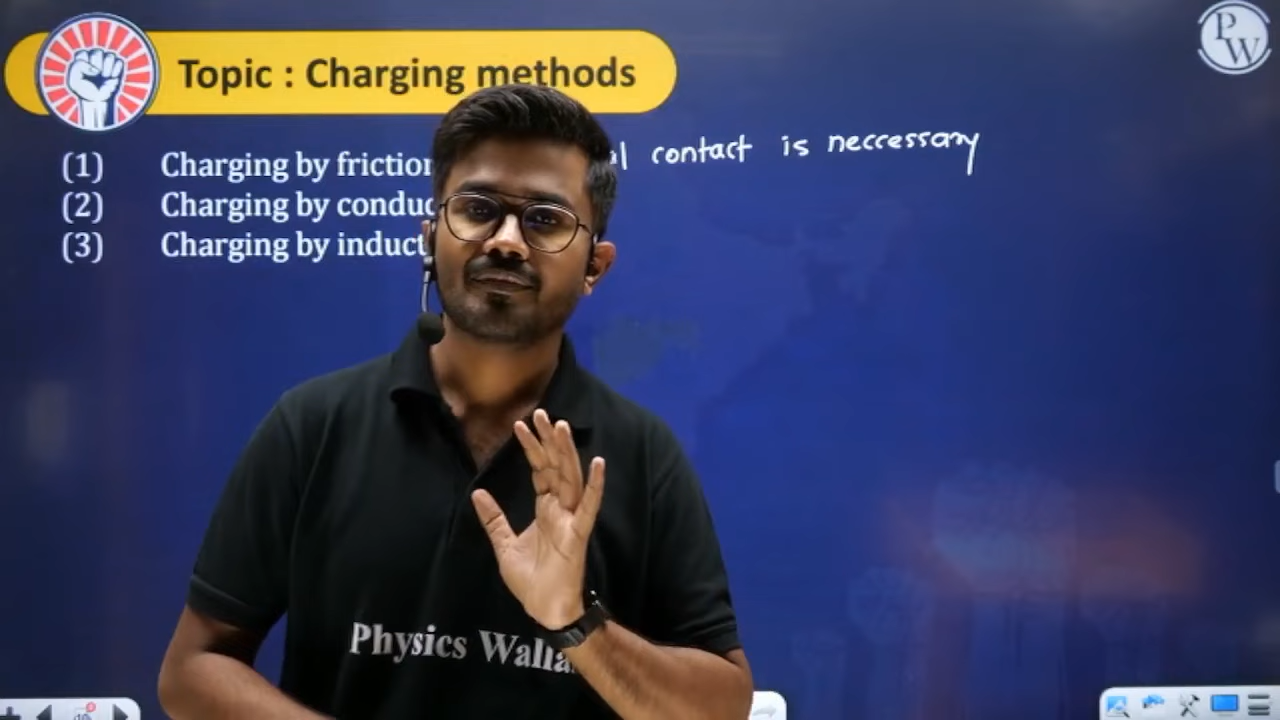 Topic : Charging methods
PW
(1) Charging by friction
contact is neccessary
(2) Charging by
(3) Charging by
Physics